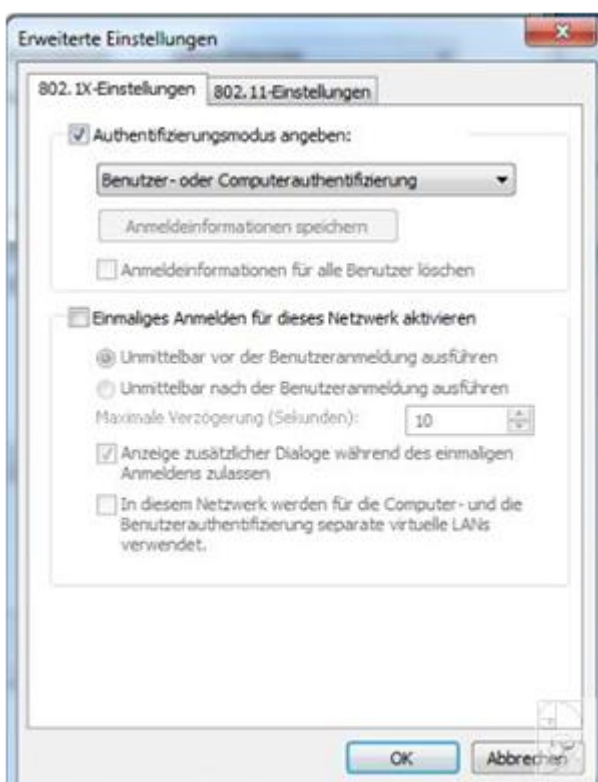 Erweiterte Einstellungen
802.1X-Einstellungen 802.11-Einstellungen
Authentifizierungsmodus angeben:
Benutzer- oder Computerauthentifizierung
Anmeldeinformationen speichern
Anmeldeinformationen für alle Benutzer löschen
Einmaliges Anmelden für dieses Netzwerk aktivieren
Unmittelbar vor der Benutzeranmeldung ausführen
Unmittelbar nach der Benutzeranmeldung ausführen
Maximale Verzögerung (Sekunden): 10
Anzeige zusätzlicher Dialoge während des einmaligen
Anmeldens zulassen
In diesem Netzwerk werden für die Computer- und die
Benutzerauthentifizierung separate virtuelle LANs
verwendet.
OK Abbrechen